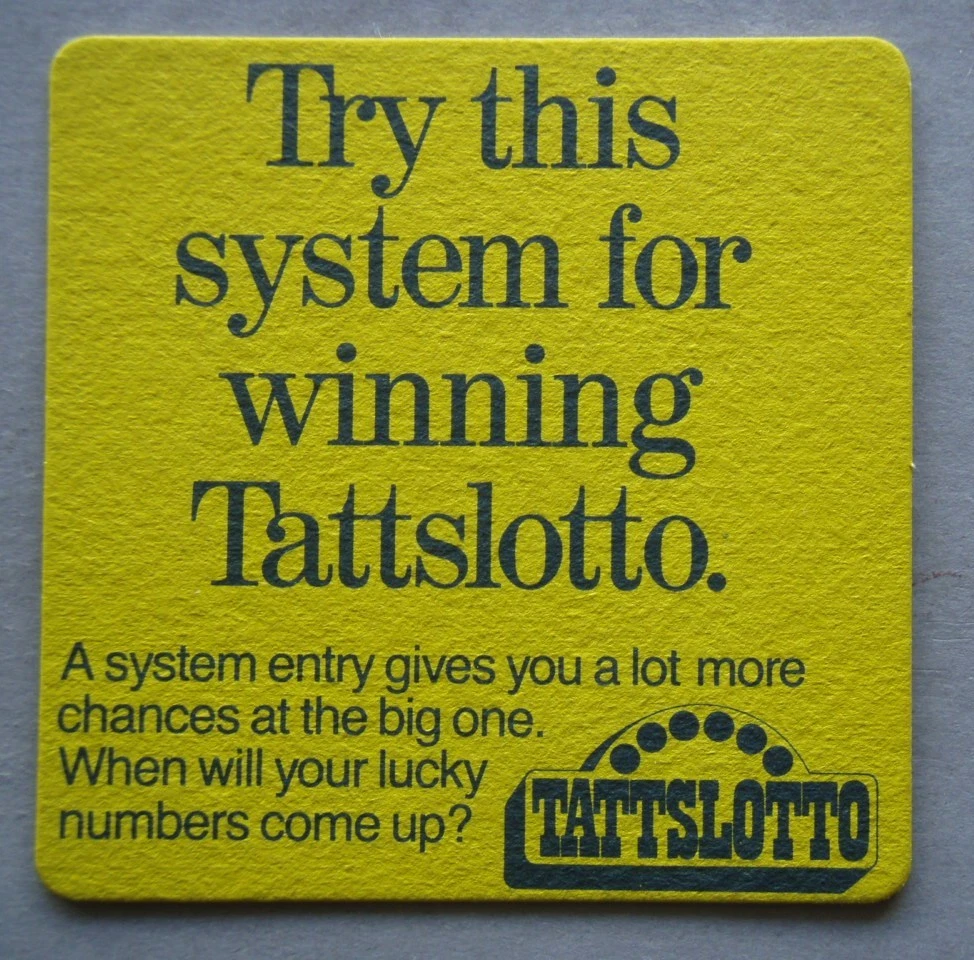 Try this
system for
winning
Tattslotto.
A system entry gives you a lot more
chances at the big one.
When will your lucky
numbers come up?
TATTSLOTTO